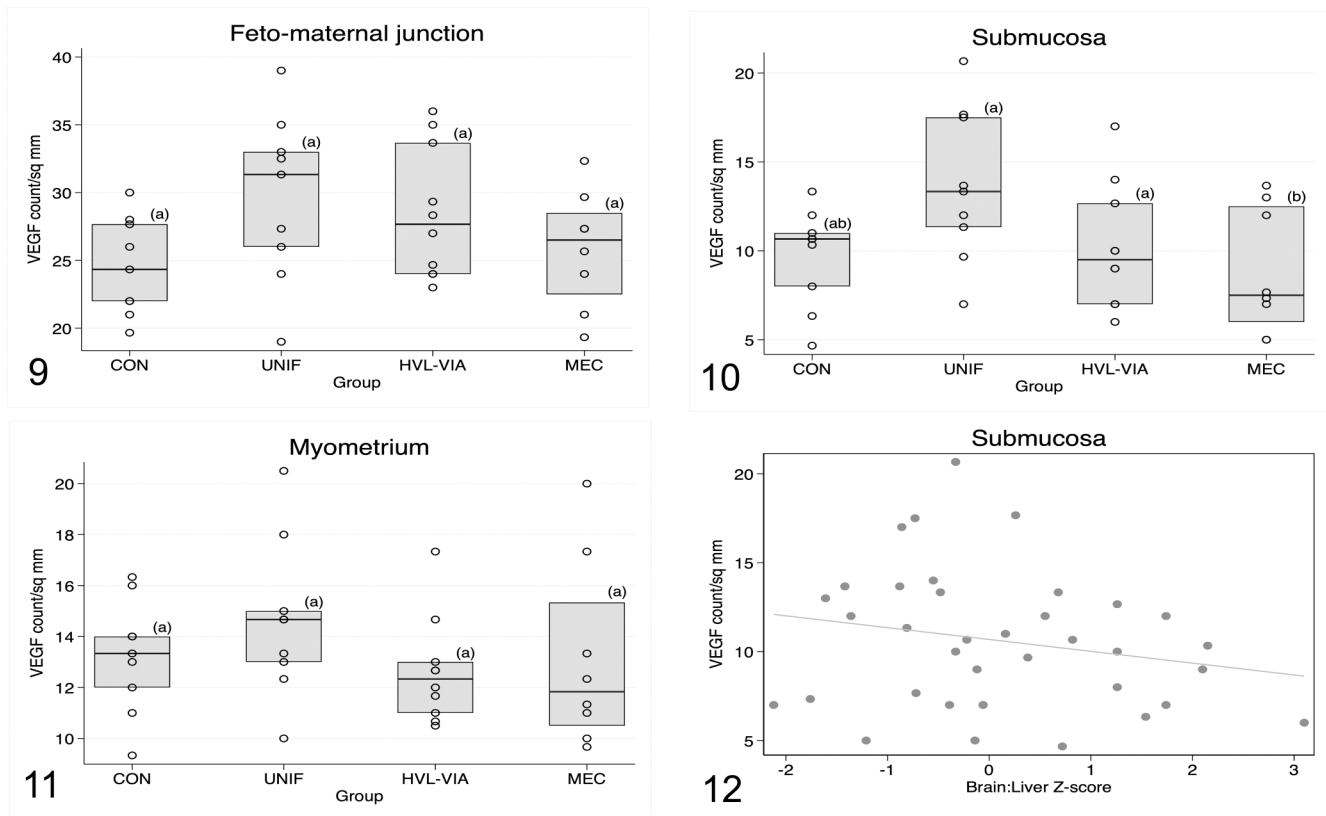 Feto-maternal junction
VEGF count/sq mm
40
35
30
25
20
(a)
(a)
(a)
(a)
CON UNIF HVL-VIA MEC
Group
9
Submucosa
VEGF count/sq mm
20
15
10
5
(ab)
(a)
(a)
(b)
CON UNIF HVL-VIA MEC
Group
10
Myometrium
VEGF count/sq mm
20
18
16
14
12
10
(a)
(a)
(a)
(a)
CON UNIF HVL-VIA MEC
Group
11
Submucosa
VEGF count/sq mm
20
15
10
5
-2 -1 0 1 2 3
Brain:Liver Z-score
12